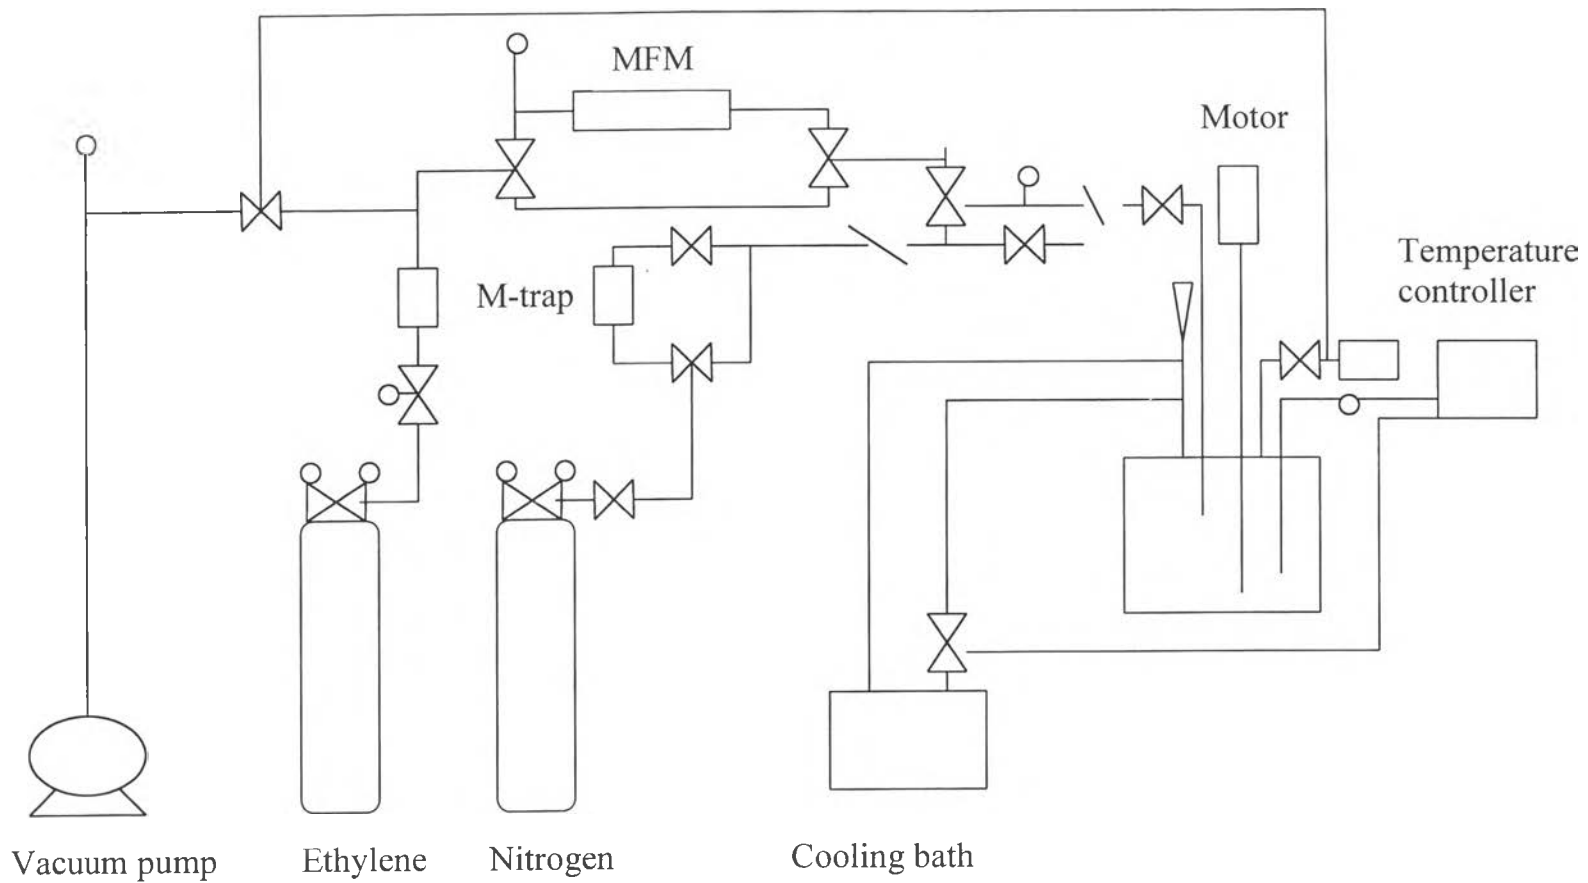 MFM
Motor
Temperature
controller
M-trap
Vacuum pump
Ethylene
Nitrogen
Cooling bath